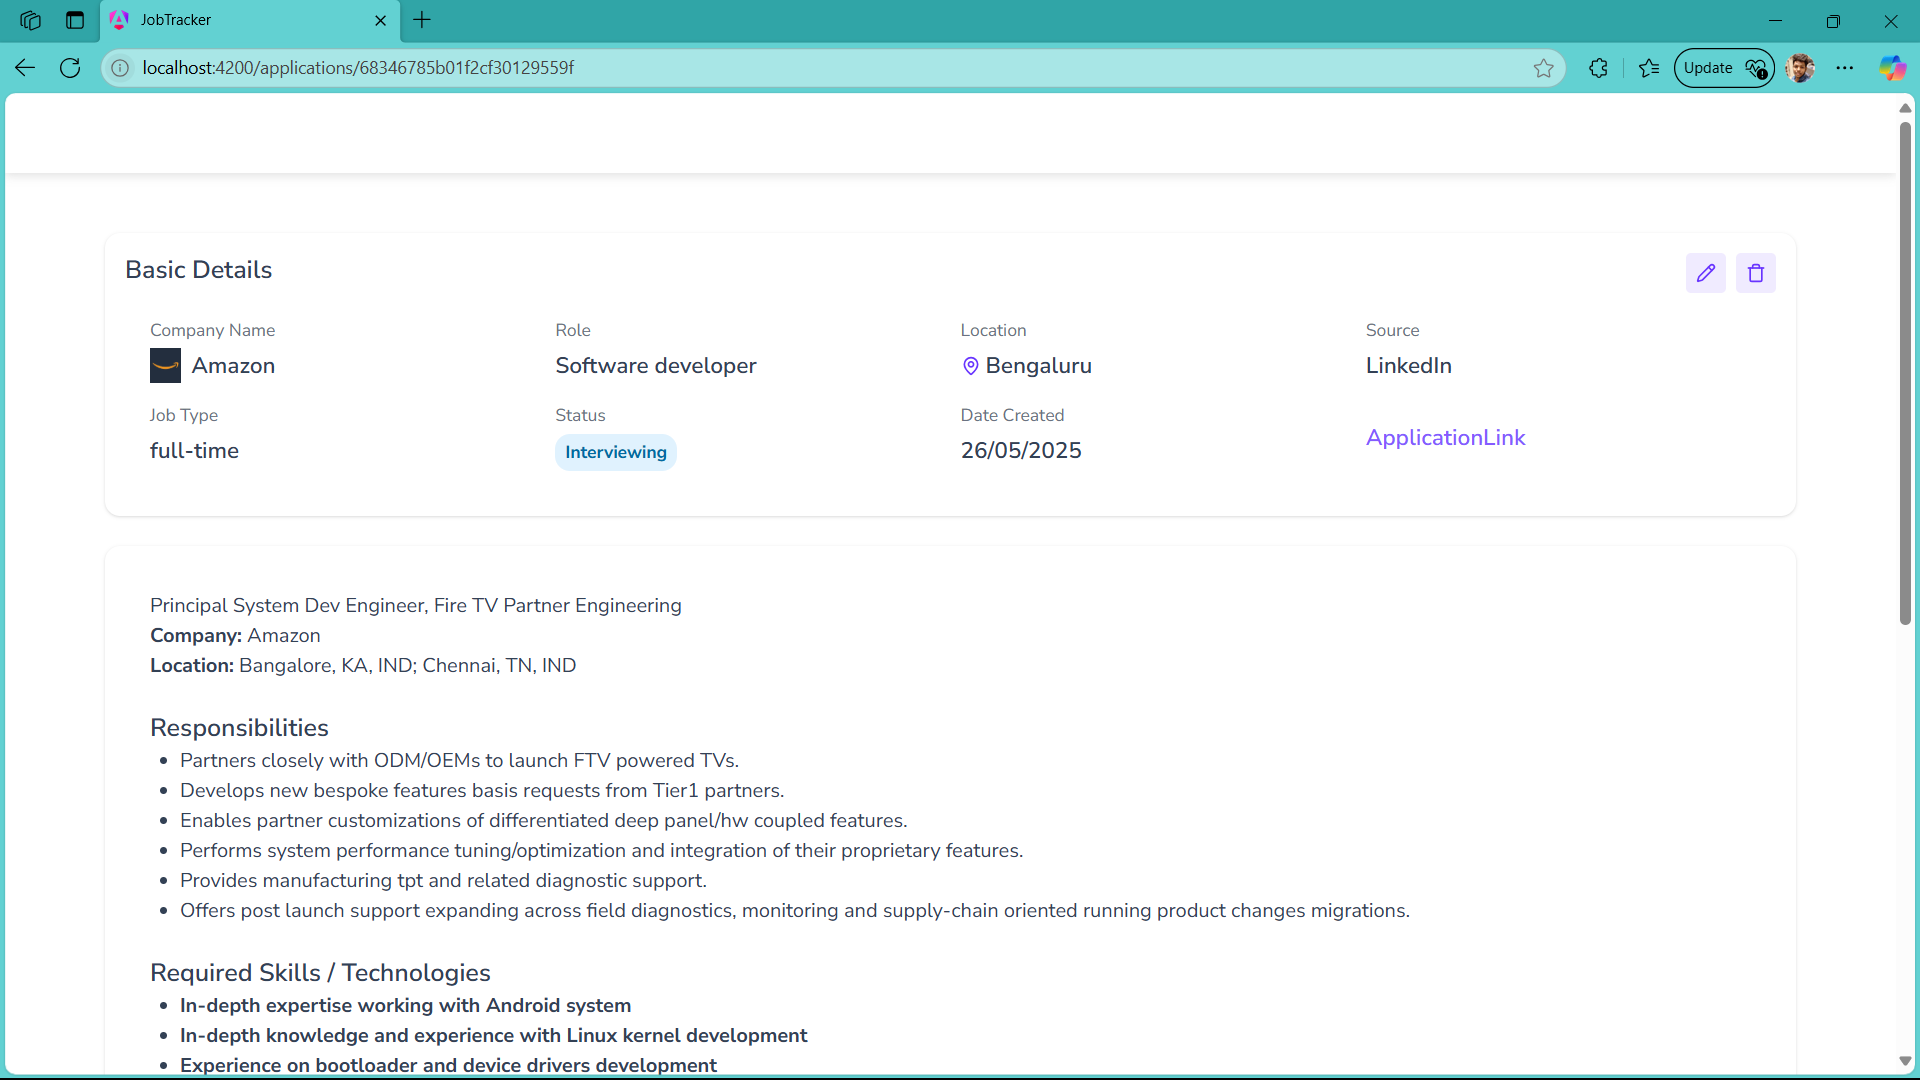 JobTracker
localhost:4200/applications/68346785b01f2cf30129559f
Update
Basic Details
Company Name
Role
Location
Source
Amazon
Software developer
Bengaluru
LinkedIn
Job Type
Status
Date Created
full-time
Interviewing
26/05/2025
ApplicationLink
Principal System Dev Engineer, Fire TV Partner Engineering
Company: Amazon
Location: Bangalore, KA, IND; Chennai, TN, IND
Responsibilities
Partners closely with ODM/OEMs to launch FTV powered TVs.
Develops new bespoke features basis requests from Tier1 partners.
Enables partner customizations of differentiated deep panel/hw coupled features.
Performs system performance tuning/optimization and integration of their proprietary features.
Provides manufacturing tpt and related diagnostic support.
Offers post launch support expanding across field diagnostics, monitoring and supply-chain oriented running product changes migrations.
Required Skills / Technologies
In-depth expertise working with Android system
In-depth knowledge and experience with Linux kernel development
Experience on bootloader and device drivers development